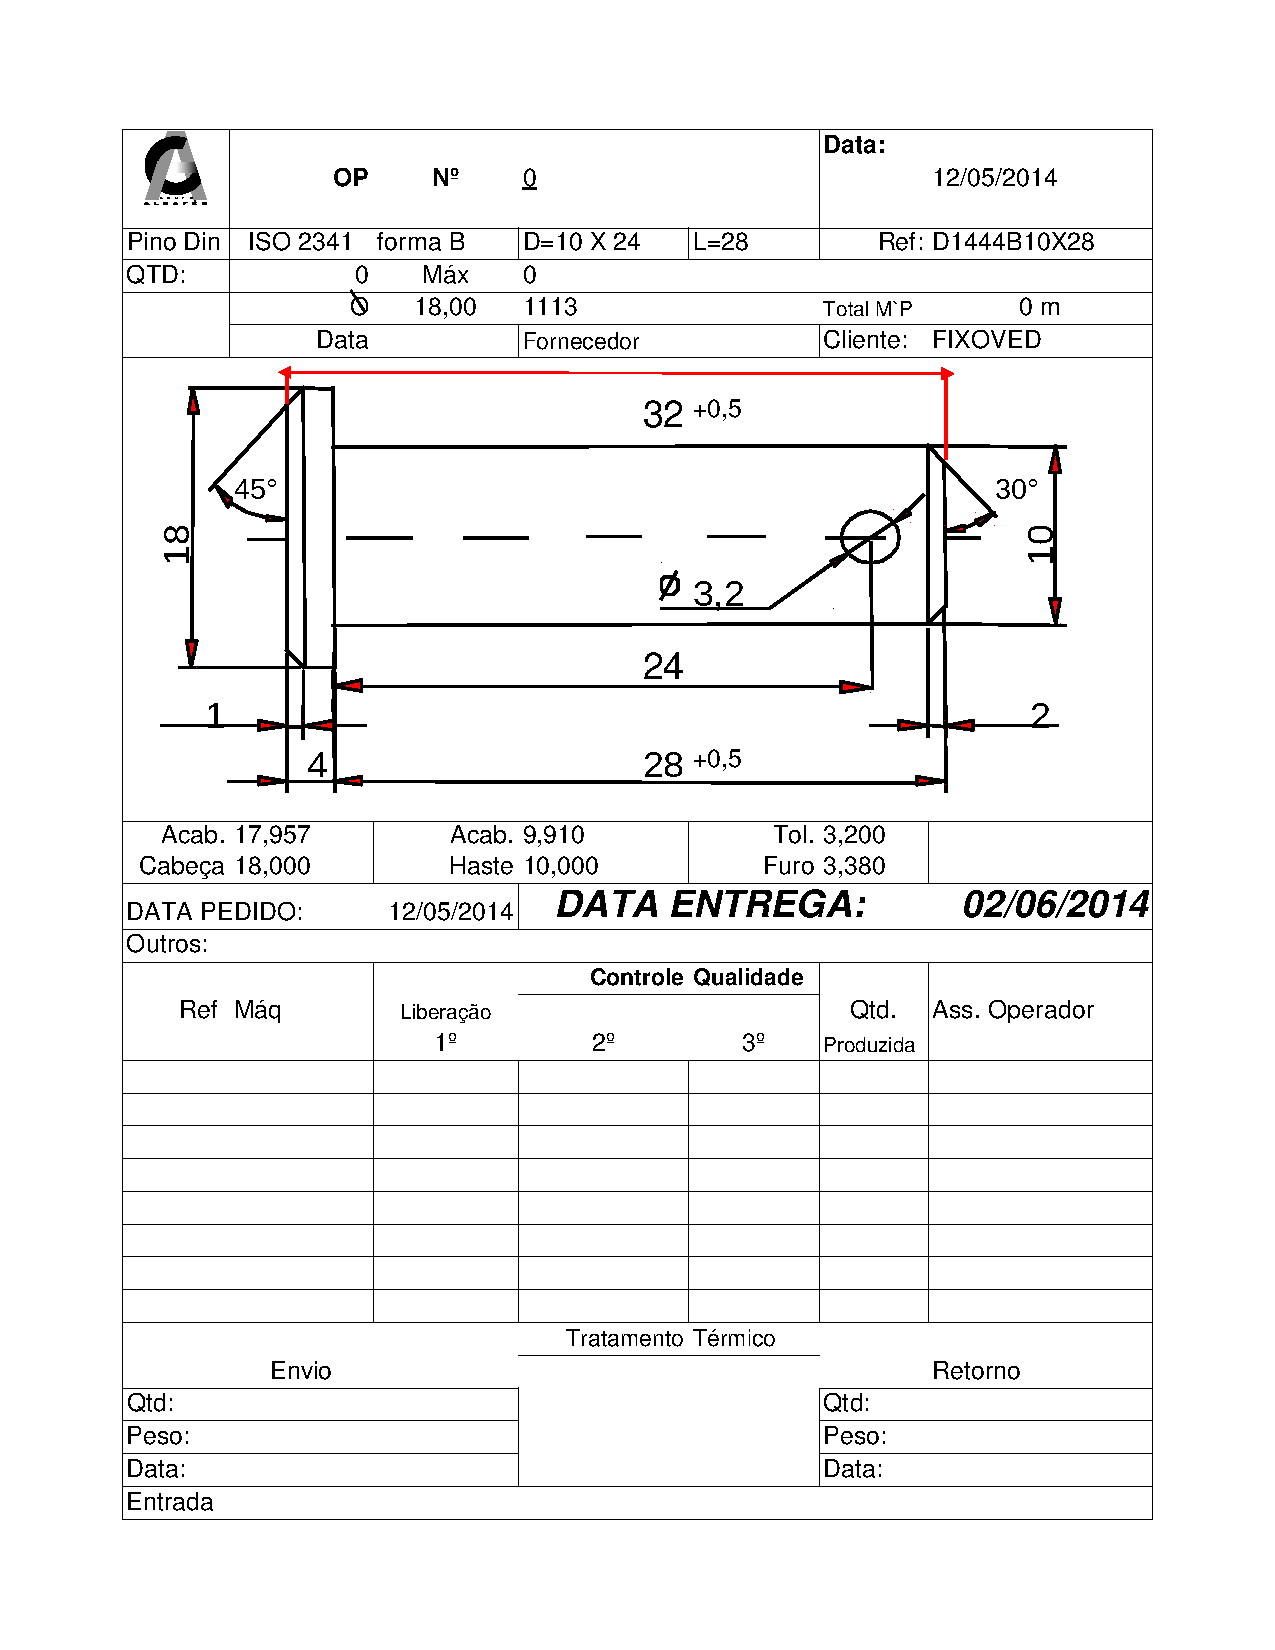 Data:
OP Nº 0 12/05/2014
Pino Din ISO 2341 forma B D=10 X 24 L=28 Ref: D1444B10X28
QTD: 0 Máx 0
Ø 18,00 1113 Total M`P 0 m
Data Fornecedor Cliente: FIXOVED
32 +0,5
45° 30°
18 10
ø 3,2
24
1 2
4 28 +0,5
Acab. 17,957 Acab. 9,910 Tol. 3,200
Cabeça 18,000 Haste 10,000 Furo 3,380
DATA PEDIDO: 12/05/2014 DATA ENTREGA: 02/06/2014
Outros:
Controle Qualidade
Ref Máq Liberação Qtd. Ass. Operador
1º 2º 3º Produzida
Tratamento Térmico
Envio Retorno
Qtd: Qtd:
Peso: Peso:
Data: Data:
Entrada